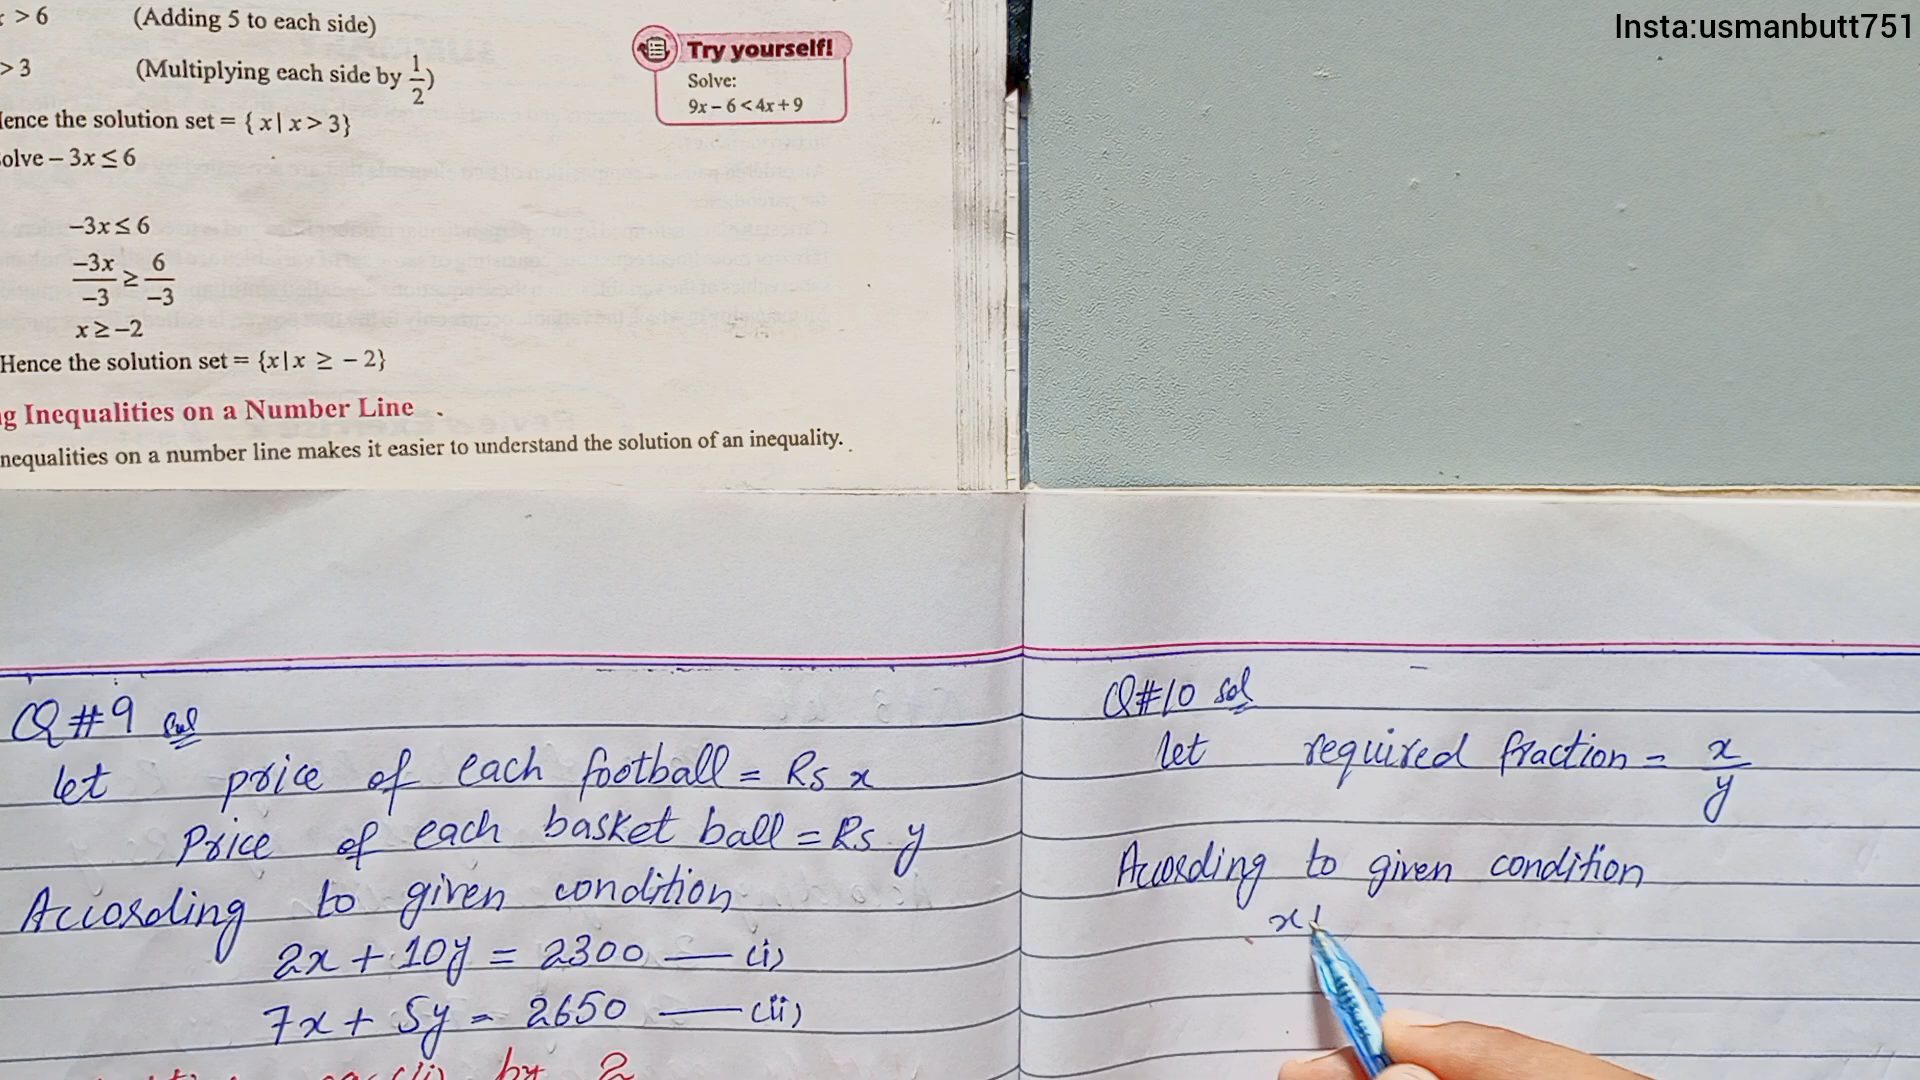 Insta:usmanbutt751
> 6 (Adding 5 to each side)
> 3 (Multiplying each side by 1/2)
Hence the solution set = { x | x > 3}
Solve – 3x ≤ 6
–3x ≤ 6
–3x/–3 ≥ 6/–3
x ≥ –2
Hence the solution set = {x | x ≥ – 2}
g Inequalities on a Number Line
nequalities on a number line makes it easier to understand the solution of an inequality.
Try yourself!
Solve:
9x – 6 < 4x + 9
Q # 9 Sol
let price of each football = Rs x
Price of each basket ball = Rs y
According to given condition
2x + 10y = 2300 — (i)
7x + 5y = 2650 — (ii)
by 2
Q#10 sol
let required fraction = x/y
According to given condition
x